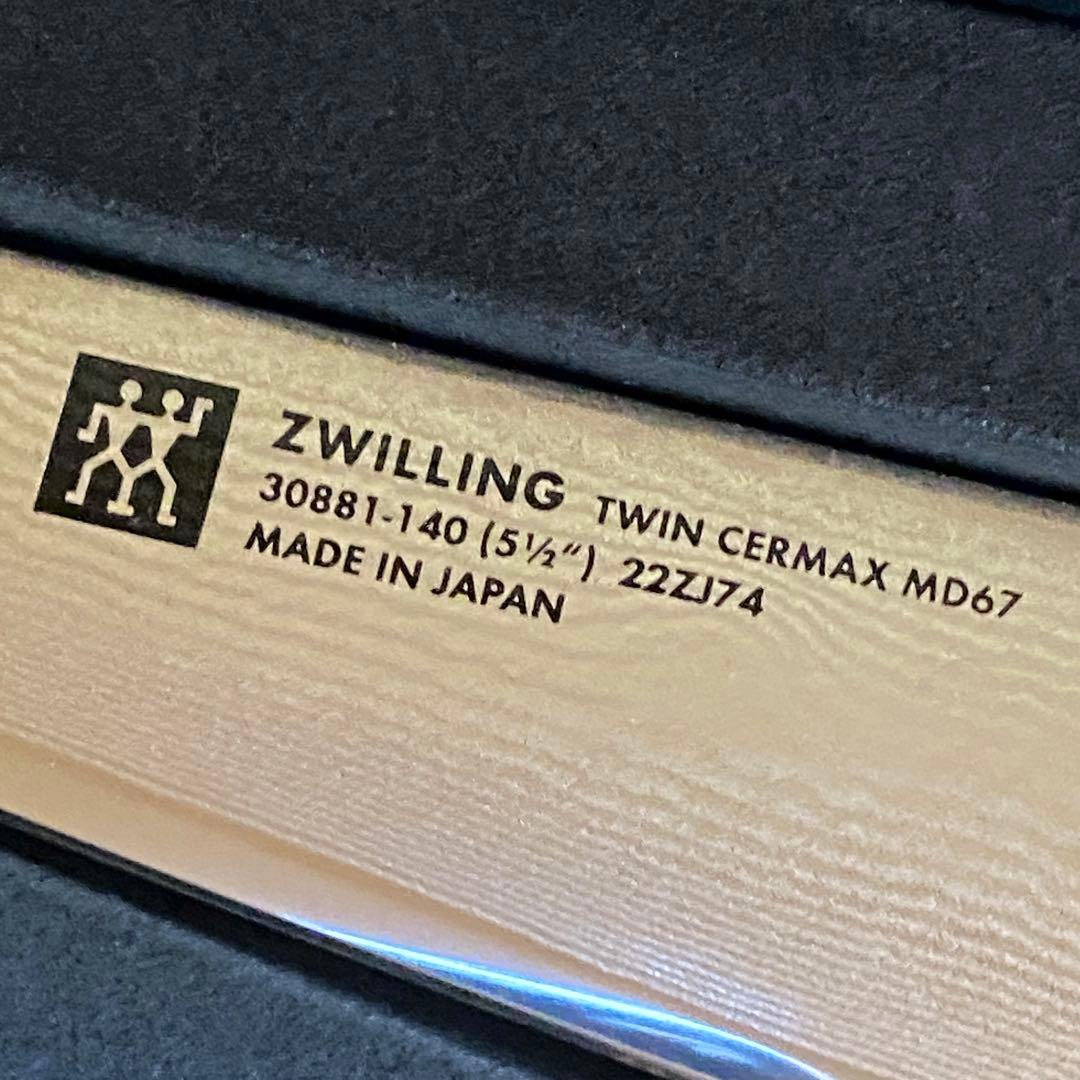 ZWILLING TWIN CERMAX MD67
30881-140 (5½") 22ZJ74
MADE IN JAPAN